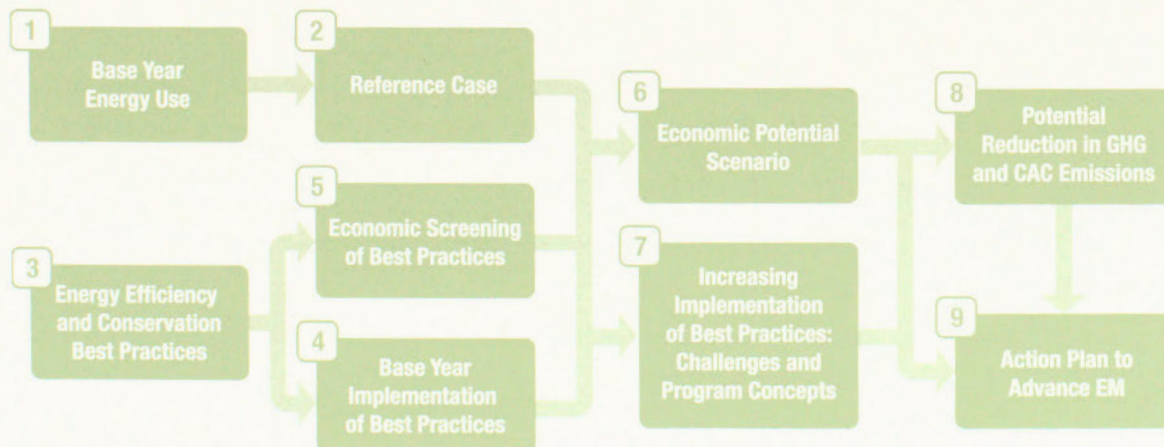 1
Base Year
Energy Use
2
Reference Case
3
Energy Efficiency
and Conservation
Best Practices
4
Base Year
Implementation
of Best Practices
5
Economic Screening
of Best Practices
6
Economic Potential
Scenario
7
Increasing
Implementation
of Best Practices:
Challenges and
Program Concepts
8
Potential
Reduction in GHG
and CAC Emissions
9
Action Plan to
Advance EM